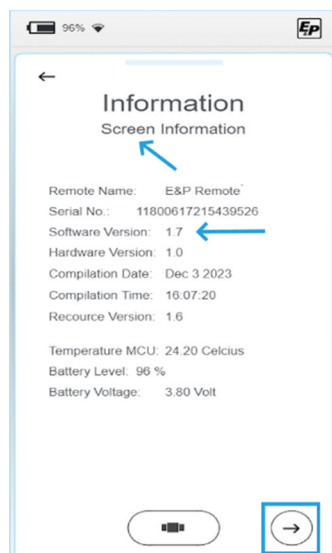 96%
E&P
Information
Screen Information
Remote Name: E&P Remote
Serial No.: 11800617215439526
Software Version: 1.7
Hardware Version: 1.0
Compilation Date: Dec 3 2023
Compilation Time: 16:07:20
Recource Version: 1.6
Temperature MCU: 24.20 Celcius
Battery Level: 96 %
Battery Voltage: 3.80 Volt